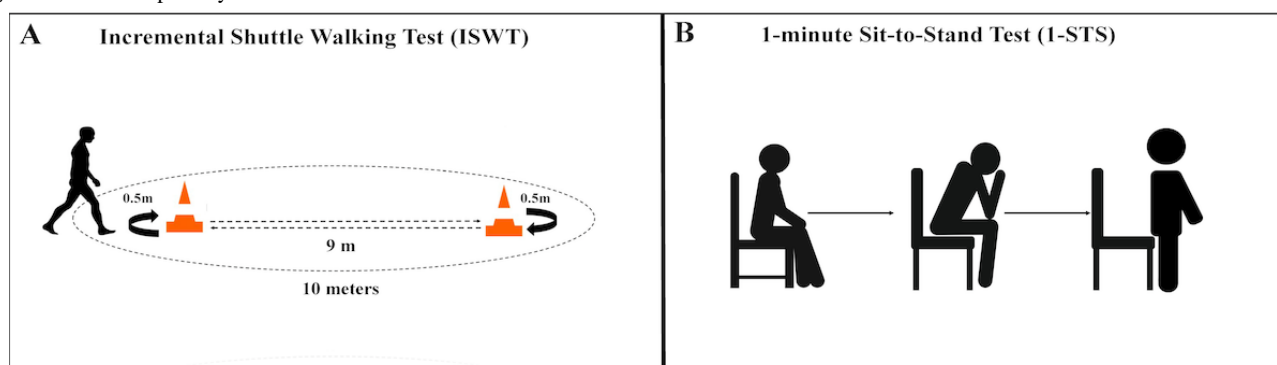 A
Incremental Shuttle Walking Test (ISWT)
0.5m
0.5m
9 m
10 meters
B
1-minute Sit-to-Stand Test (1-STS)